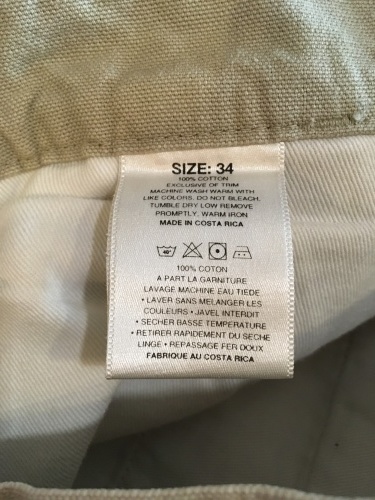 SIZE: 34
100% COTTON
EXCLUSIVE OF TRIM
MACHINE WASH WARM WITH
LIKE COLORS. DO NOT BLEACH,
TUMBLE DRY LOW REMOVE
PROMPTLY, WARM IRON
MADE IN COSTA RICA
40°
100% COTON
A PART LA GARNITURE
LAVAGE MACHINE EAU TIEDE
• LAVER SANS MELANGER LES
COULEURS • JAVEL INTERDIT
• SECHER BASSE TEMPERATURE
• RETIRER RAPIDEMENT DU SECHE
LINGE • REPASSAGE FER DOUX
FABRIQUE AU COSTA RICA